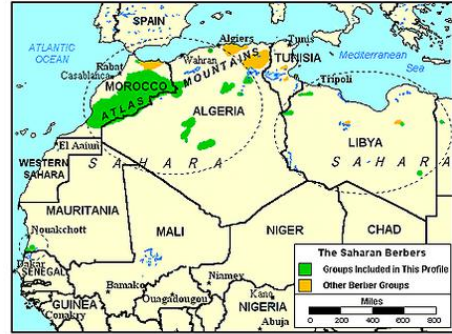 SPAIN
Algiers
Tunis
ATLANTIC
OCEAN
Wahran
TUNISIA
Mediterranean
Sea
Rabat
Casablanca
MOROCCO
ATLAS
MOUNTAINS
Tripoli
ALGERIA
LIBYA
El Aaiun
WESTERN
SAHARA
SAHARA
SAHARA
MAURITANIA
Nouakchott
MALI
NIGER
CHAD
Dakar
SENEGAL
Bamako
Niamey
Ouagadougou
Kano
GUINEA
Conakry
NIGERIA
Abuja
The Saharan Berbers
Groups Included in This Profile
Other Berber Groups
Miles
0 200 400 600 800